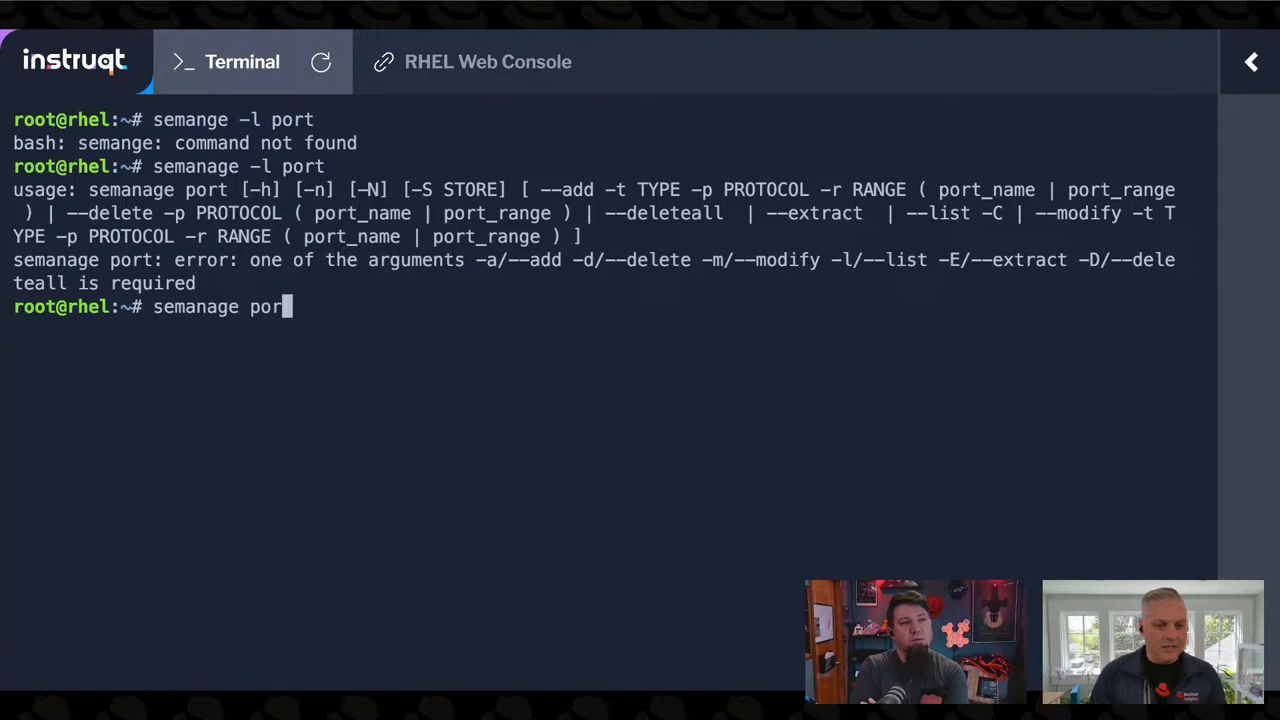 instruqt
>_ Terminal
RHEL Web Console
root@rhel:~# semange -l port
bash: semange: command not found
root@rhel:~# semanage -l port
usage: semanage port [-h] [-n] [-N] [-S STORE] [ --add -t TYPE -p PROTOCOL -r RANGE ( port_name | port_range
 ) | --delete -p PROTOCOL ( port_name | port_range ) | --deleteall  | --extract  | --list -C | --modify -t T
YPE -p PROTOCOL -r RANGE ( port_name | port_range ) ]
semanage port: error: one of the arguments -a/--add -d/--delete -m/--modify -l/--list -E/--extract -D/--dele
teall is required
root@rhel:~# semanage por